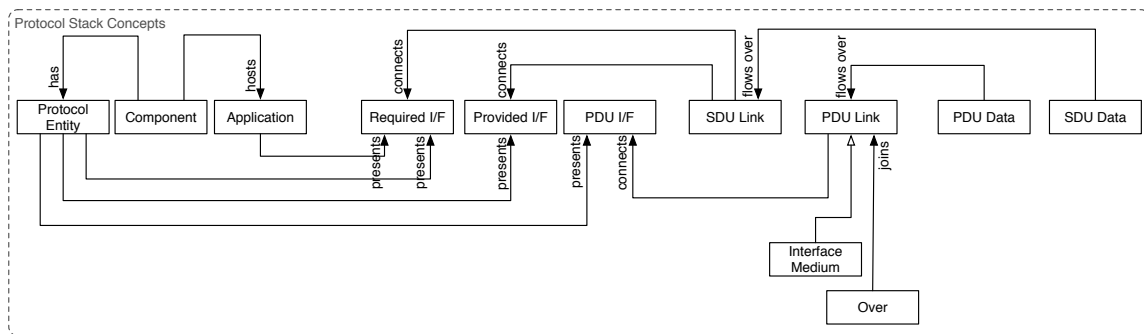 Protocol Stack Concepts
has
hosts
connects
connects
flows over
flows over
Protocol
Entity
Component
Application
Required I/F
Provided I/F
PDU I/F
SDU Link
PDU Link
PDU Data
SDU Data
presents
presents
presents
presents
connects
joins
Interface
Medium
Over